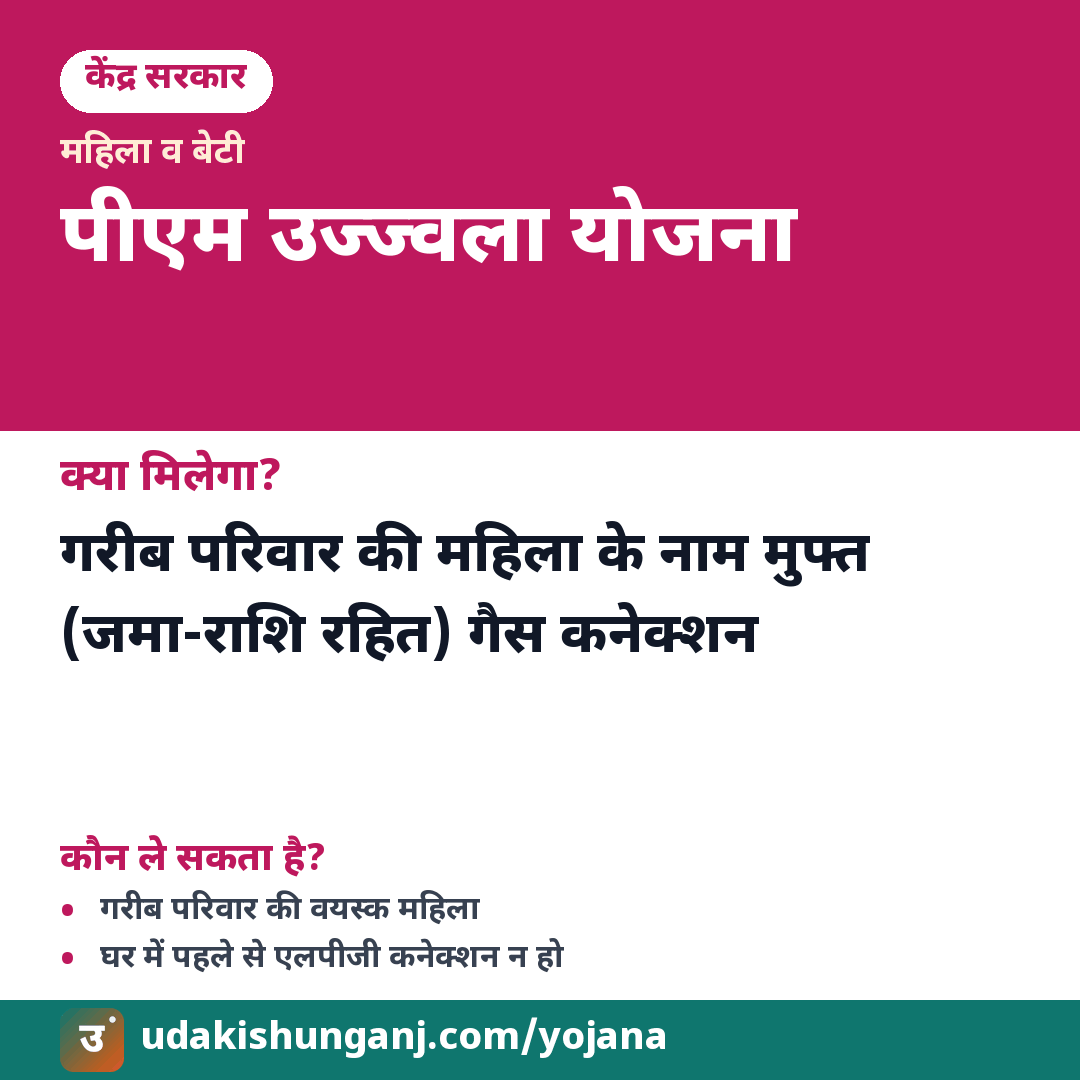 केंद्र सरकार
महिला व बेटी
पीएम उज्ज्वला योजना
क्या मिलेगा?
गरीब परिवार की महिला के नाम मुफ्त
(जमा-राशि रहित) गैस कनेक्शन
कौन ले सकता है?
• गरीब परिवार की वयस्क महिला
• घर में पहले से एलपीजी कनेक्शन न हो
उ udakishunganj.com/yojana